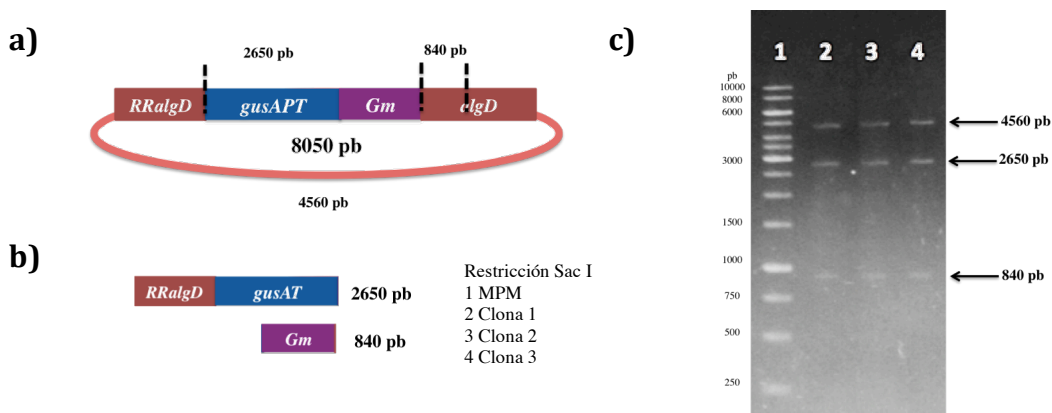 a)
2650 pb
840 pb
RRalgD
gusAPT
Gm
algD
8050 pb
4560 pb
b)
RRalgD
gusAT
2650 pb
Gm
840 pb
Restricción Sac I
1 MPM
2 Clona 1
3 Clona 2
4 Clona 3
c)
1
2
3
4
pb
10000
8000
6000
3000
1500
1000
750
500
250
4560 pb
2650 pb
840 pb